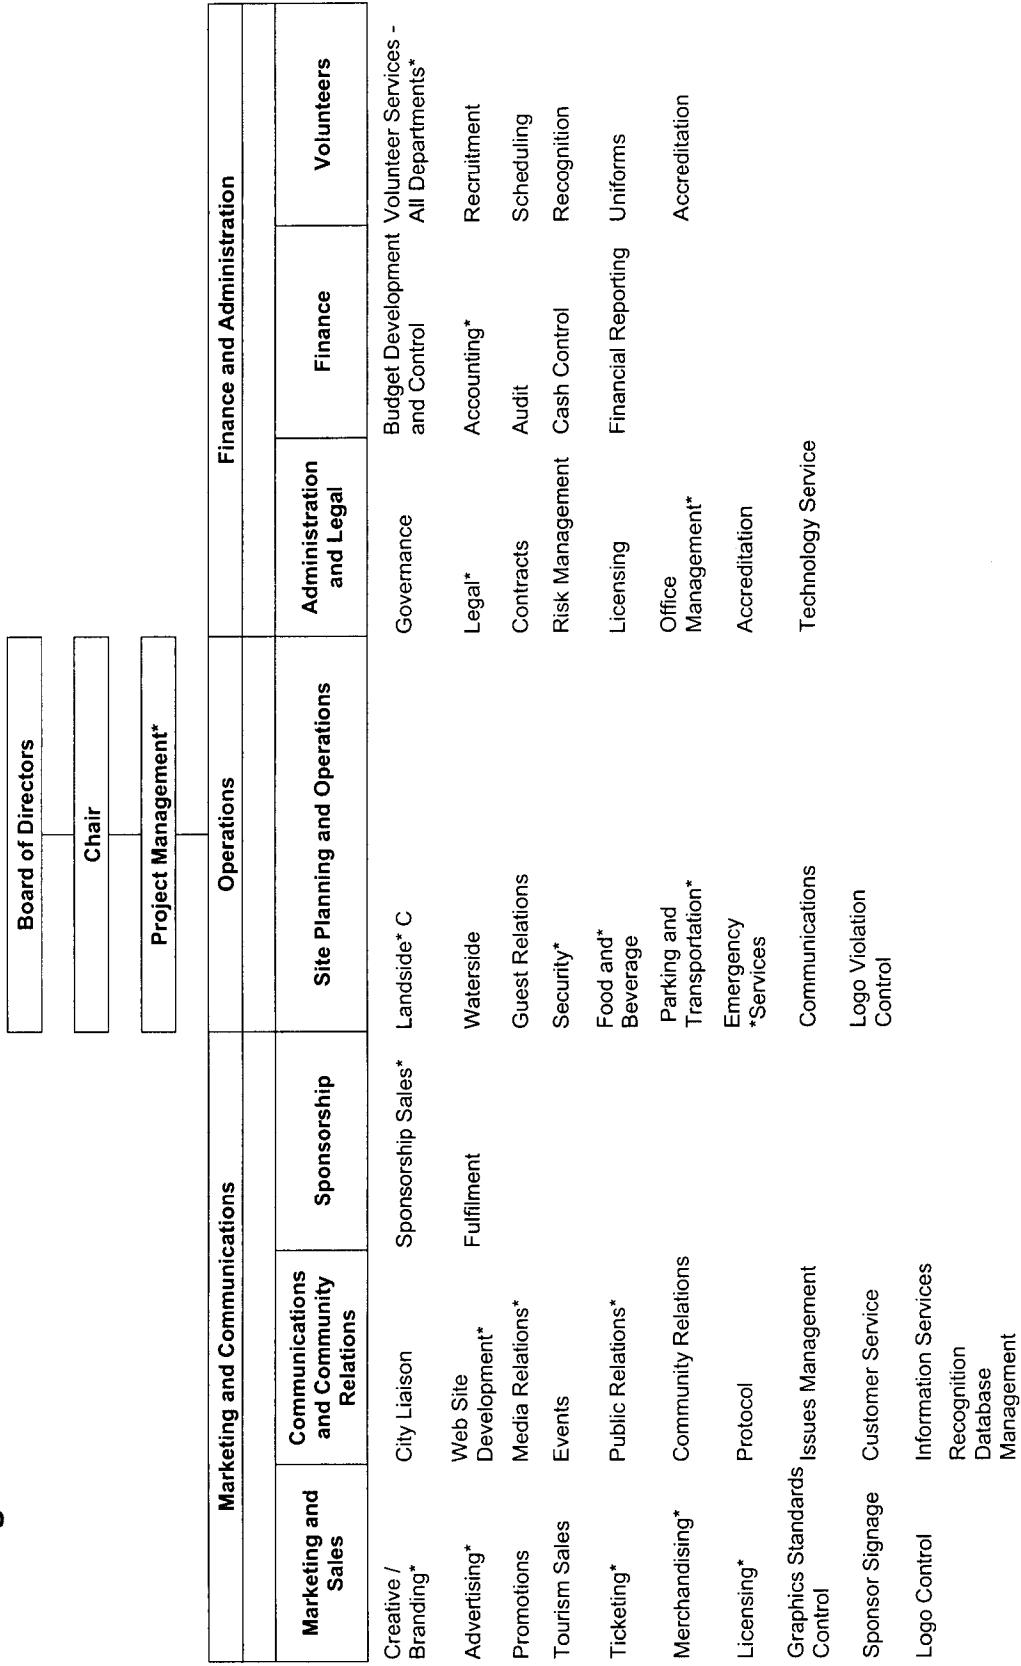 Board of Directors
Chair
Project Management*
Marketing and Communications
Operations
Finance and Administration
Marketing and
Sales
Communications
and Community
Relations
Sponsorship
Site Planning and Operations
Administration
and Legal
Finance
Volunteers
Creative /
Branding*
City Liaison
Sponsorship Sales*
Landside* C
Governance
Budget Development
and Control
Volunteer Services -
All Departments*
Advertising*
Web Site
Development*
Fulfilment
Waterside
Legal*
Accounting*
Recruitment
Promotions
Media Relations*
Guest Relations
Contracts
Audit
Scheduling
Tourism Sales
Events
Security*
Risk Management
Cash Control
Recognition
Ticketing*
Public Relations*
Food and*
Beverage
Licensing
Financial Reporting
Uniforms
Merchandising*
Community Relations
Parking and
Transportation*
Office
Management*
Accreditation
Licensing*
Protocol
Emergency
*Services
Accreditation
Graphics Standards
Control
Issues Management
Communications
Technology Service
Sponsor Signage
Customer Service
Logo Violation
Control
Logo Control
Information Services
Recognition
Database
Management